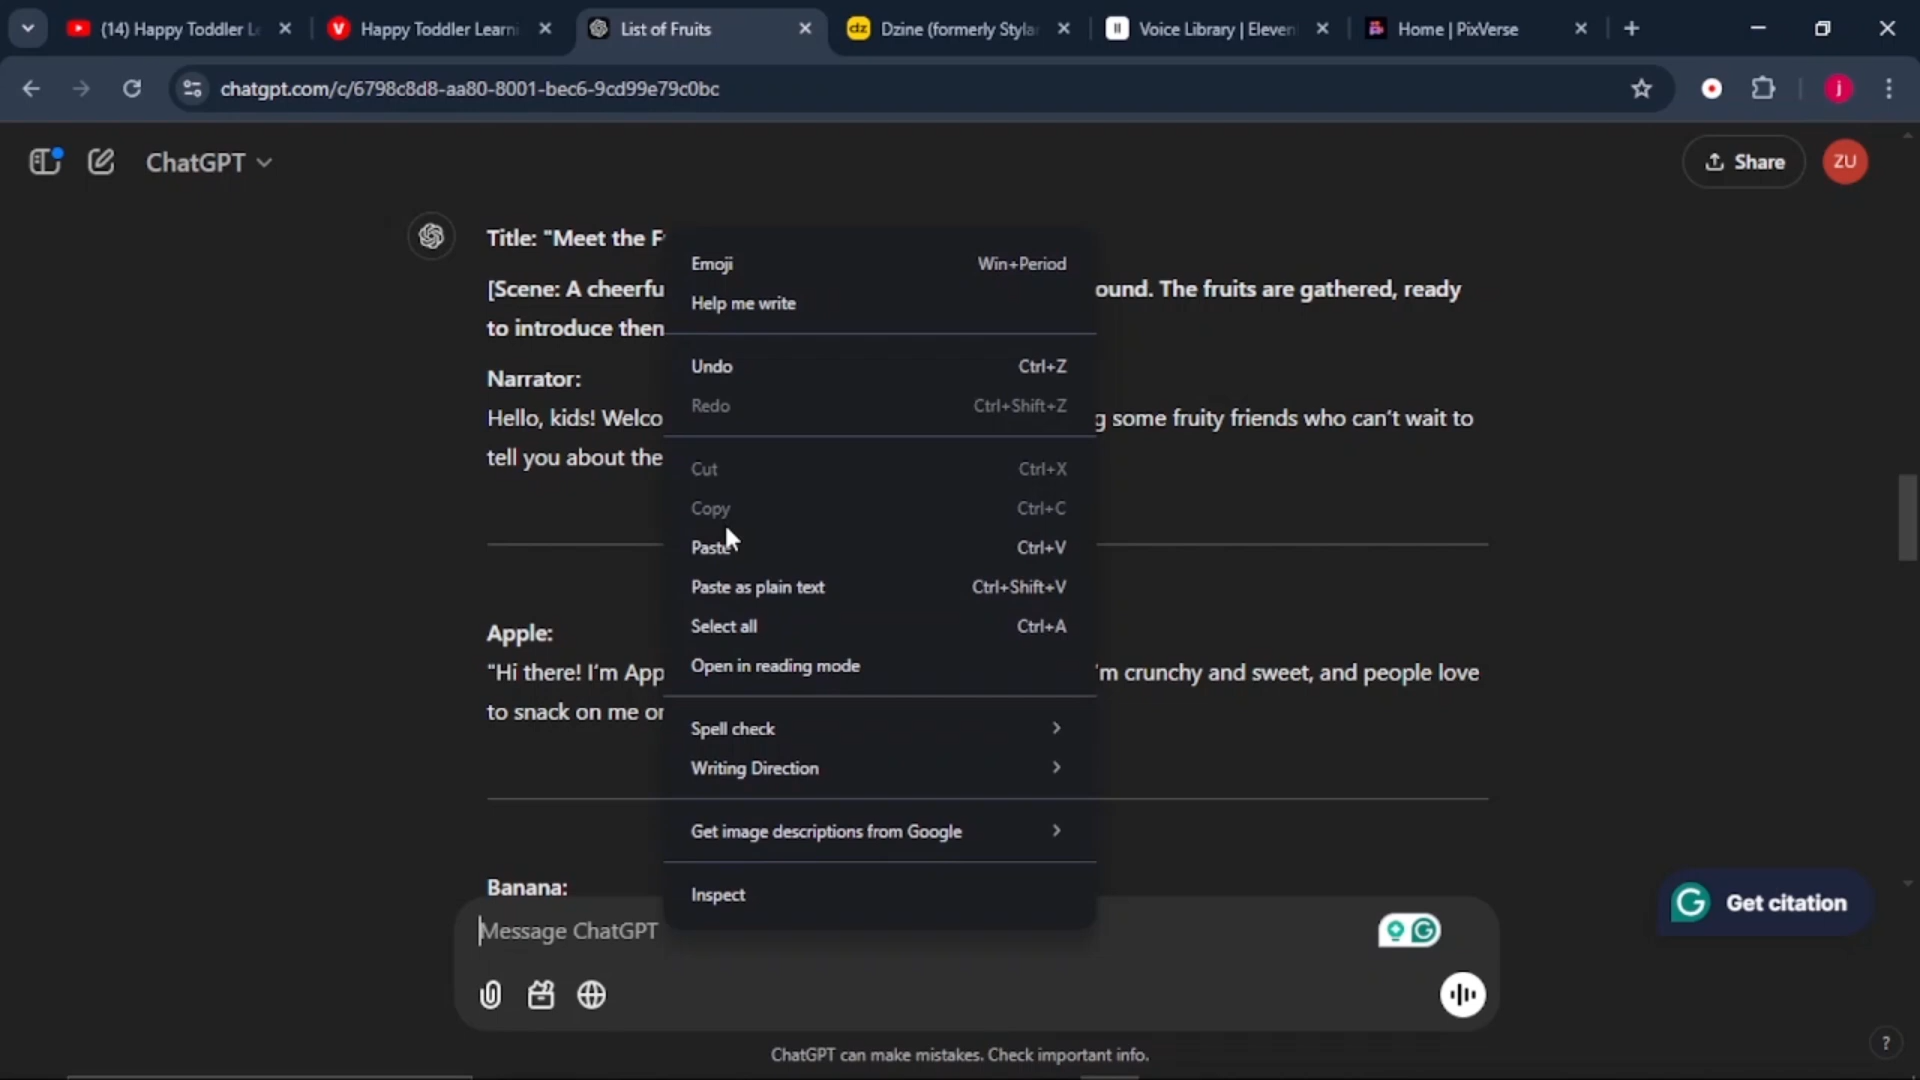 (14) Happy Toddler Le
Happy Toddler Learni
List of Fruits
dz
Dzine (formerly Stylar
Voice Library | Eleven
Home | PixVerse
chatgpt.com/c/6798c8d8-aa80-8001-bec6-9cd99e79c0bc
j
ChatGPT
Share
ZU
Title: "Meet the F
[Scene: A cheerfu ound. The fruits are gathered, ready
to introduce them
Narrator:
Hello, kids! Welco g some fruity friends who can't wait to
tell you about the
Apple:
"Hi there! I'm App 'm crunchy and sweet, and people love
to snack on me or
Banana:
Emoji Win+Period
Help me write
Undo Ctrl+Z
Redo Ctrl+Shift+Z
Cut Ctrl+X
Copy Ctrl+C
Paste Ctrl+V
Paste as plain text Ctrl+Shift+V
Select all Ctrl+A
Open in reading mode
Spell check
Writing Direction
Get image descriptions from Google
Inspect
Get citation
Message ChatGPT
ChatGPT can make mistakes. Check important info.
?